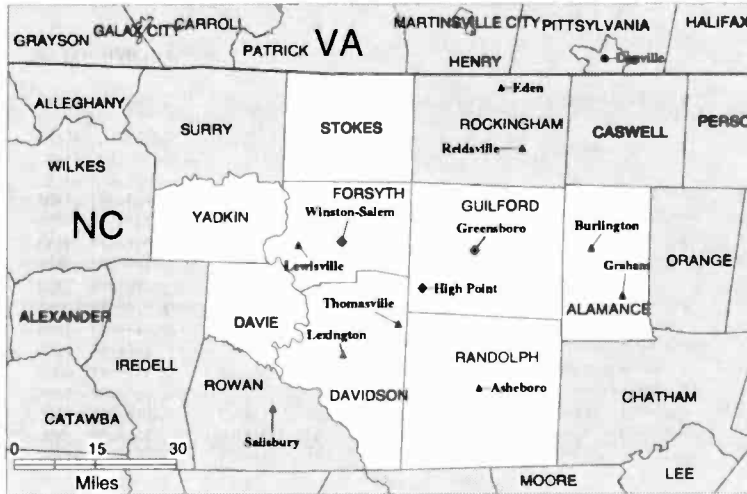 GRAYSON
GALAX CITY
CARROLL
PATRICK
VA
MARTINSVILLE CITY
HENRY
PITTSYLVANIA
Danville
HALIFAX
ALLEGHANY
SURRY
STOKES
Eden
ROCKINGHAM
Reidsville
CASWELL
PERSO
WILKES
NC
YADKIN
FORSYTH
Winston-Salem
Lewisville
GUILFORD
Greensboro
High Point
Burlington
Graham
ALAMANCE
ORANGE
ALEXANDER
IREDELL
DAVIE
Thomasville
Lexington
DAVIDSON
RANDOLPH
Asheboro
CHATHAM
ROWAN
Salisbury
CATAWBA
0 15 30
Miles
MOORE
LEE